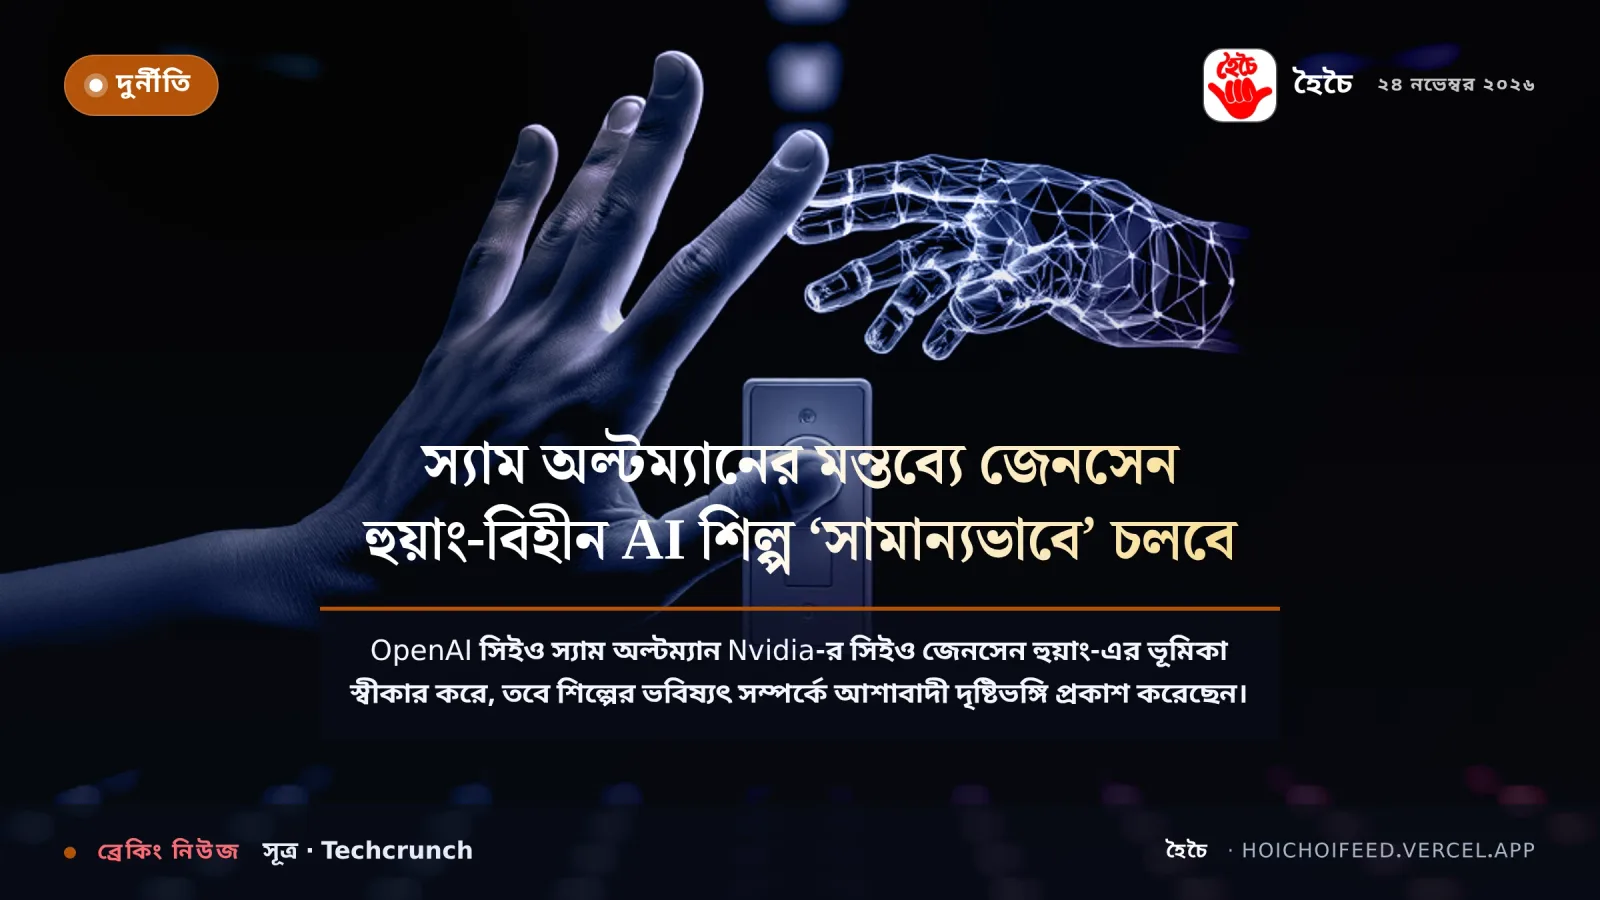 দুর্নীতি
হৈচৈ
হৈচৈ ২৪ নভেম্বর ২০২৬
স্যাম অল্টম্যানের মন্তব্যে জেনসেন
হুয়াং-বিহীন AI শিল্প ‘সামান্যভাবে’ চলবে
OpenAI সিইও স্যাম অল্টম্যান Nvidia-র সিইও জেনসেন হুয়াং-এর ভূমিকা
স্বীকার করে, তবে শিল্পের ভবিষ্যৎ সম্পর্কে আশাবাদী দৃষ্টিভঙ্গি প্রকাশ করেছেন।
ব্রেকিং নিউজ সূত্র · Techcrunch
হৈচৈ · HOICHOIFEED.VERCEL.APP